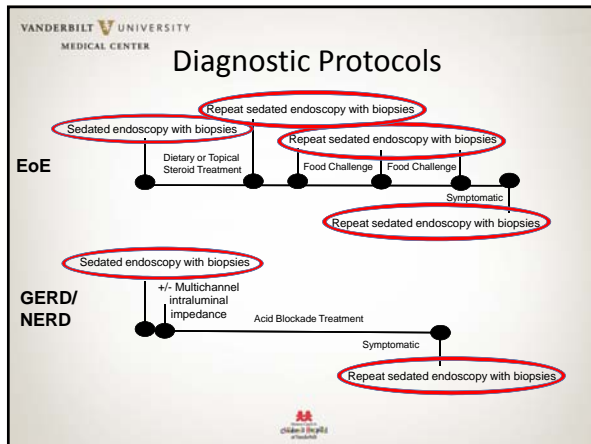 VANDERBILT UNIVERSITY
MEDICAL CENTER
Diagnostic Protocols
Repeat sedated endoscopy with biopsies
Sedated endoscopy with biopsies
Repeat sedated endoscopy with biopsies
EoE
Dietary or Topical
Steroid Treatment
Food Challenge
Food Challenge
Symptomatic
Repeat sedated endoscopy with biopsies
Sedated endoscopy with biopsies
GERD/
NERD
+/- Multichannel
intraluminal
impedance
Acid Blockade Treatment
Symptomatic
Repeat sedated endoscopy with biopsies